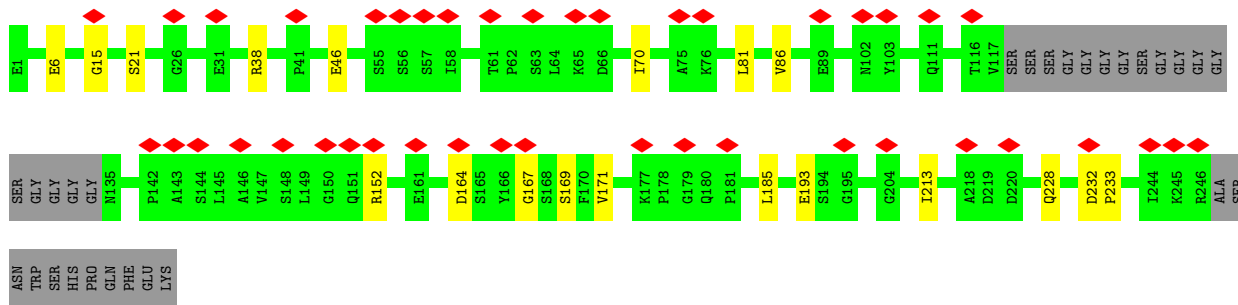 E1 E6 G15 S21 G26 E31 R38 P41 E46 S55 S56 S57 I58 T61 P62 S63 L64 K65 D66 I70 A75 K76 L81 V86 E89 N102 Y103 Q111 T116 V117 SER SER SER GLY GLY GLY GLY SER GLY GLY GLY GLY
SER GLY GLY GLY GLY N135 P142 A143 S144 L145 A146 V147 S148 L149 G150 Q151 R152 E161 D164 S165 Y166 G167 S168 S169 F170 V171 K177 P178 G179 Q180 P181 L185 E193 S194 G195 G204 I213 A218 D219 D220 Q228 D232 P233 I244 K245 R246 ALA SER
ASN TRP SER HIS PRO GLN PHE GLU LYS